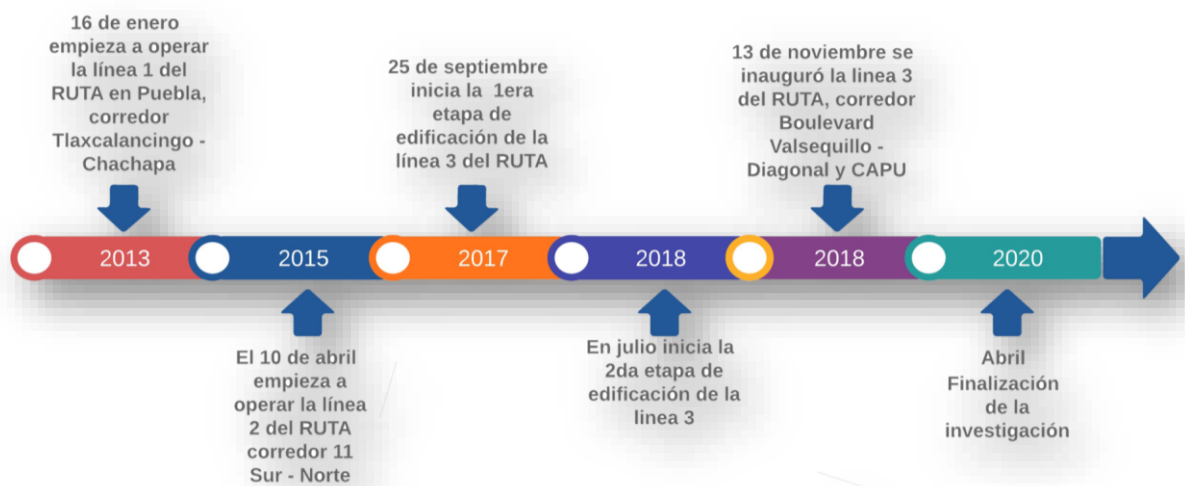 16 de enero
empieza a operar
la línea 1 del
RUTA en Puebla,
corredor
Tlaxcalancingo -
Chachapa
25 de septiembre
inicia la 1era
etapa de
edificación de la
línea 3 del RUTA
13 de noviembre se
inauguró la linea 3
del RUTA, corredor
Boulevard
Valsequillo -
Diagonal y CAPU
2013
2015
2017
2018
2018
2020
El 10 de abril
empieza a
operar la línea
2 del RUTA
corredor 11
Sur - Norte
En julio inicia la
2da etapa de
edificación de la
linea 3
Abril
Finalización
de la
investigación